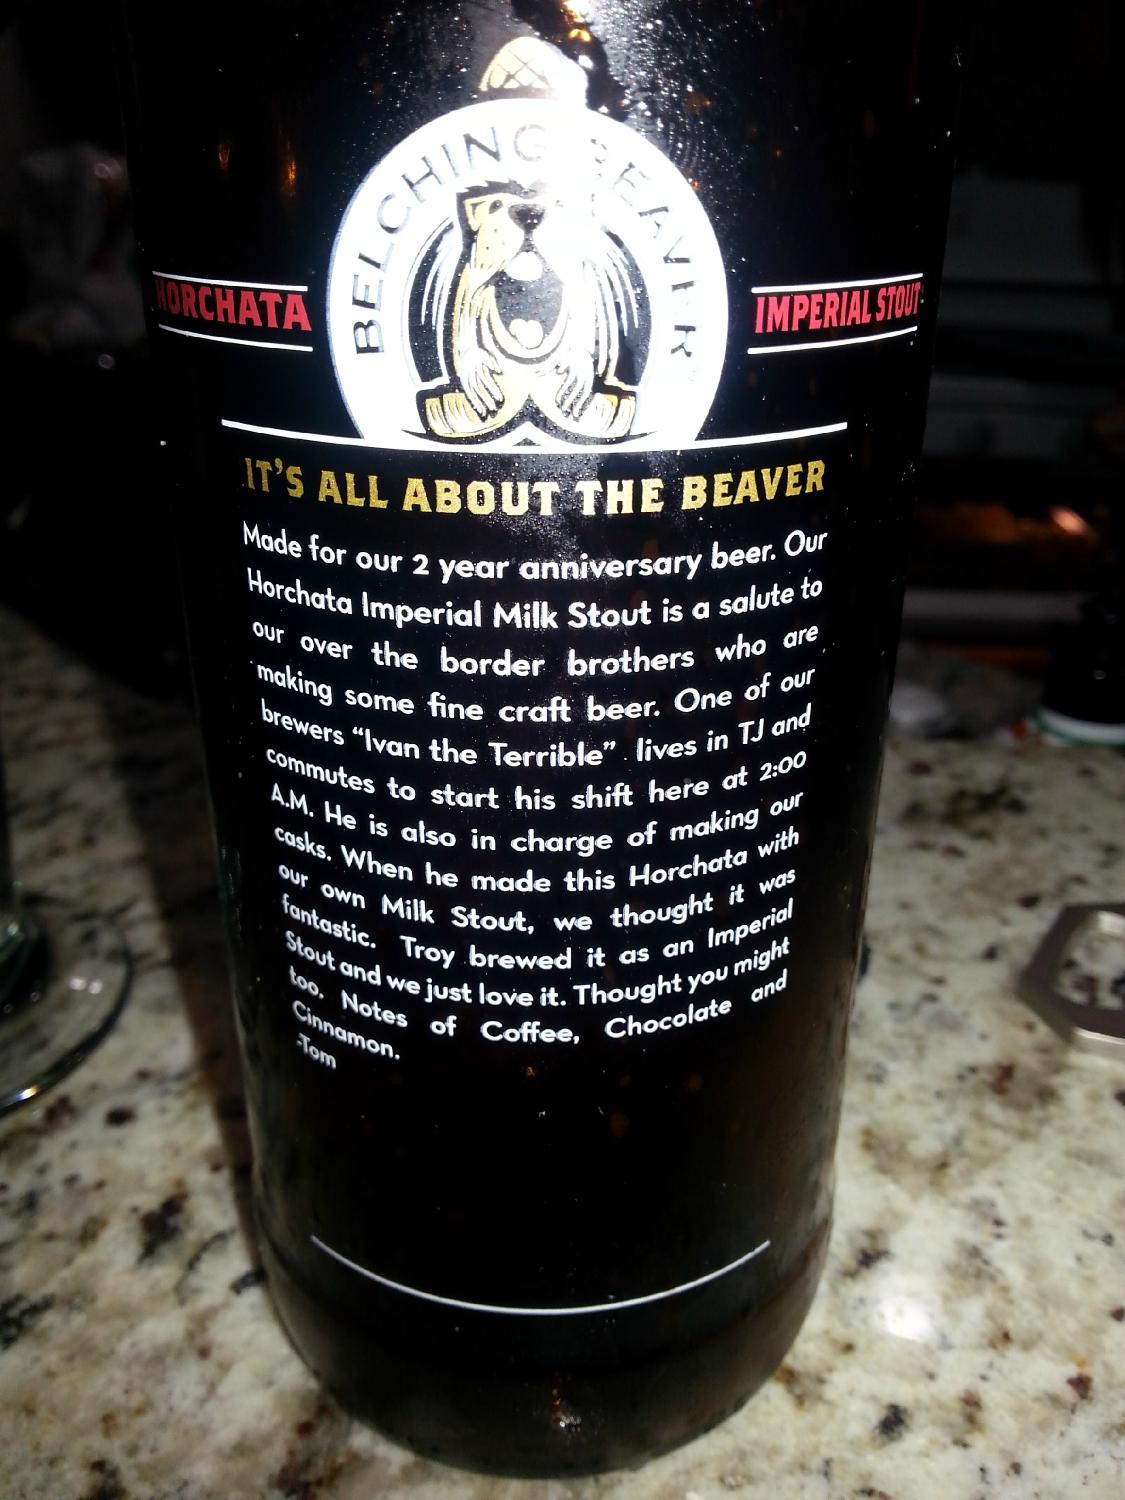 BELCHING BEAVER
HORCHATA
IMPERIAL STOUT
IT'S ALL ABOUT THE BEAVER
Made for our 2 year anniversary beer. Our
Horchata Imperial Milk Stout is a salute to
our over the border brothers who are
making some fine craft beer. One of our
brewers “Ivan the Terrible” lives in TJ and
commutes to start his shift here at 2:00
A.M. He is also in charge of making our
casks. When he made this Horchata with
our own Milk Stout, we thought it was
fantastic. Troy brewed it as an Imperial
Stout and we just love it. Thought you might
too. Notes of Coffee, Chocolate and
Cinnamon.
-Tom